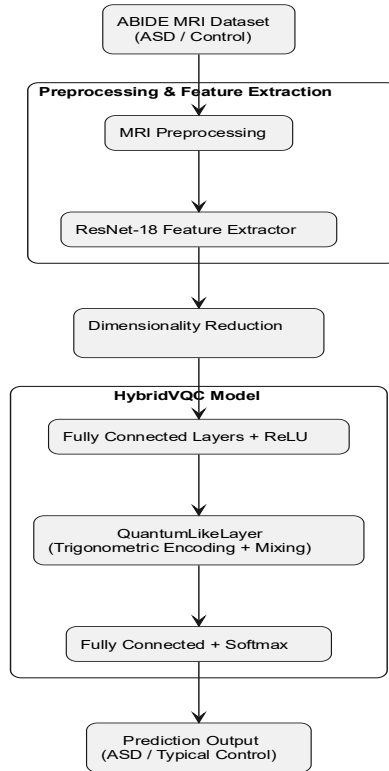 ABIDE MRI Dataset
(ASD / Control)
Preprocessing & Feature Extraction
MRI Preprocessing
ResNet-18 Feature Extractor
Dimensionality Reduction
HybridVQC Model
Fully Connected Layers + ReLU
QuantumLikeLayer
(Trigonometric Encoding + Mixing)
Fully Connected + Softmax
Prediction Output
(ASD / Typical Control)